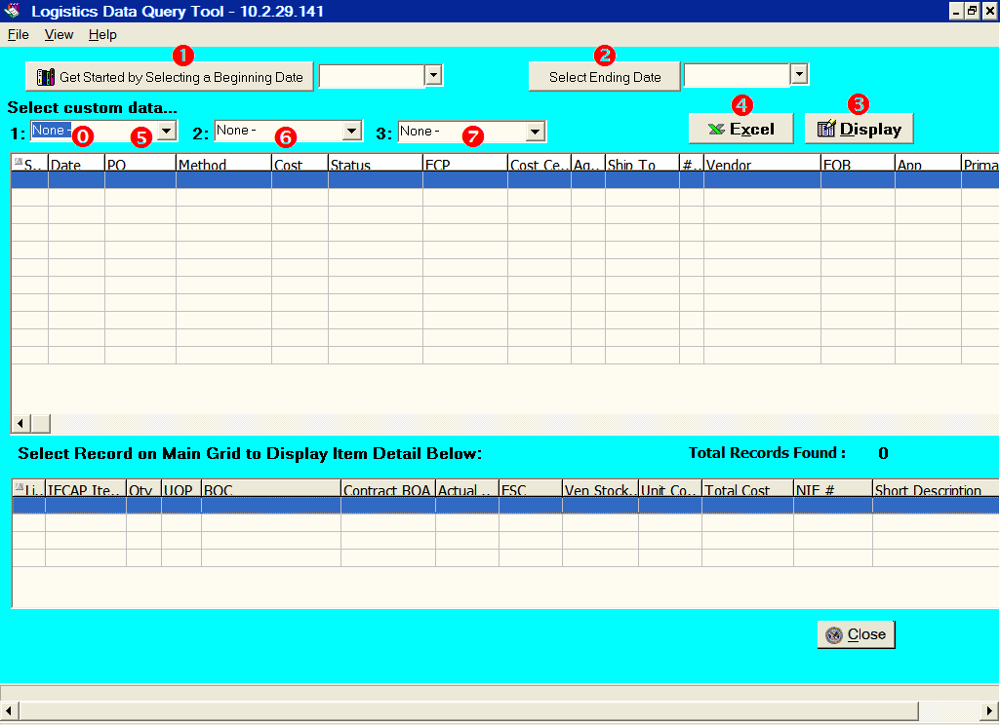 Logistics Data Query Tool - 10.2.29.141
File View Help
1 2
Get Started by Selecting a Beginning Date Select Ending Date
Select custom data... 4 3
1: None - 0 5 2: None - 6 3: None - 7 Excel Display
S.. Date PO Method Cost Status FCP Cost Ce.. Ag.. Ship To #.. Vendor EOB App Prima
Select Record on Main Grid to Display Item Detail Below: Total Records Found : 0
Li.. IFCAP Ite.. Qty UOP BOC Contract BOA Actual .. FSC Ven Stock.. Unit Co.. Total Cost NIF # Short Description
Close